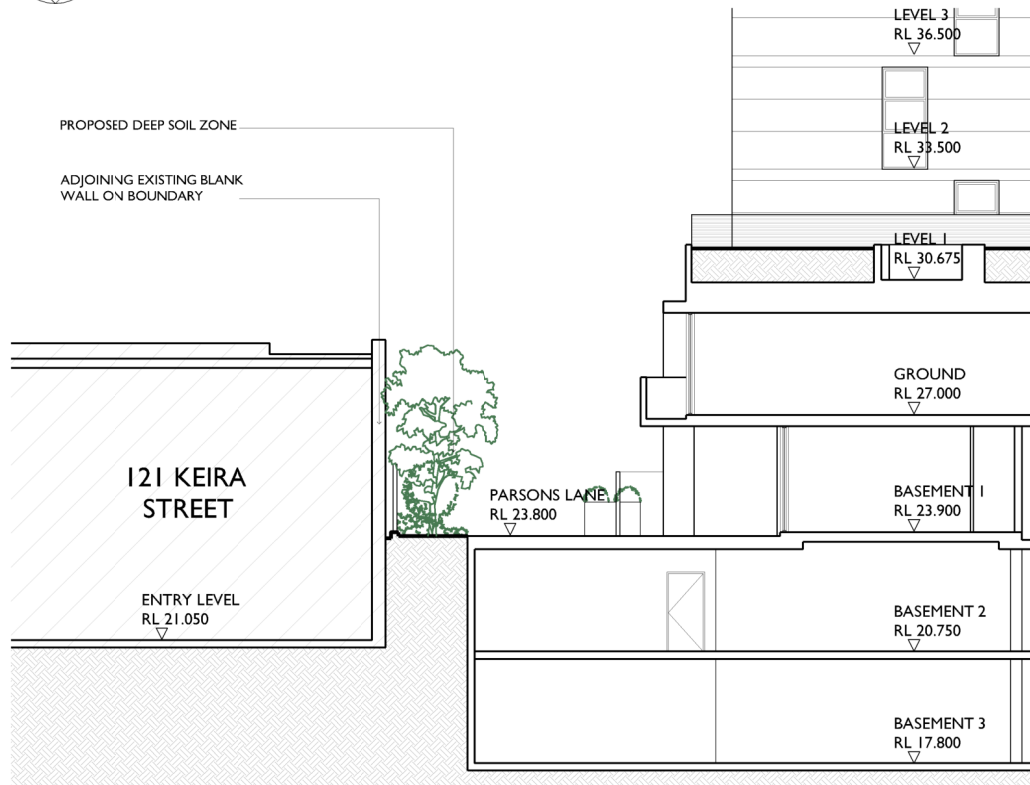 LEVEL 3
RL 36.500
PROPOSED DEEP SOIL ZONE
LEVEL 2
RL 33.500
ADJOINING EXISTING BLANK
WALL ON BOUNDARY
LEVEL 1
RL 30.675
GROUND
RL 27.000
121 KEIRA
STREET
PARSONS LANE
RL 23.800
BASEMENT 1
RL 23.900
ENTRY LEVEL
RL 21.050
BASEMENT 2
RL 20.750
BASEMENT 3
RL 17.800